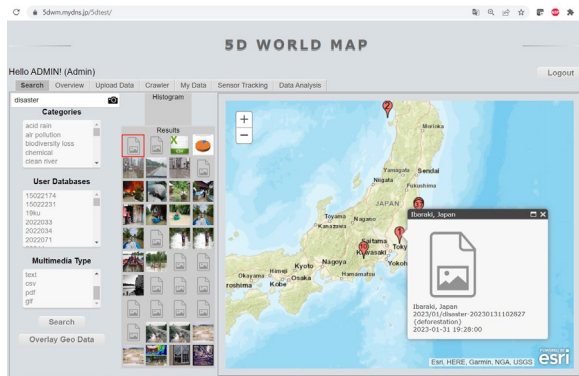 5dwm.mydns.jp/5dtest/
5D WORLD MAP
Hello ADMIN! (Admin)
Logout
Search Overview Upload Data Crawler My Data Sensor Tracking Data Analysis
disaster
Categories
acid rain
air pollution
biodiversity loss
chemical
clean river
User Databases
15022174
15022231
19ku
2022033
2022034
2022071
Multimedia Type
text
csv
pdf
gif
Search
Overlay Geo Data
Histogram
Results
+
−
2
Morioka
Yamagata Sendai
Niigata
Fukushima
JAPAN
Toyama Nagano
Kanazawa
Saitama
Kawasaki
Kyoto Nagoya
Okayama Himeji
Kobe Osaka
Hamamatsu
Ibaraki, Japan
Ibaraki, Japan
2023/01/disaster-20230131102827
{deforestation}
2023-01-31 19:28:00
Esri, HERE, Garmin, NGA, USGS
POWERED BY
esri